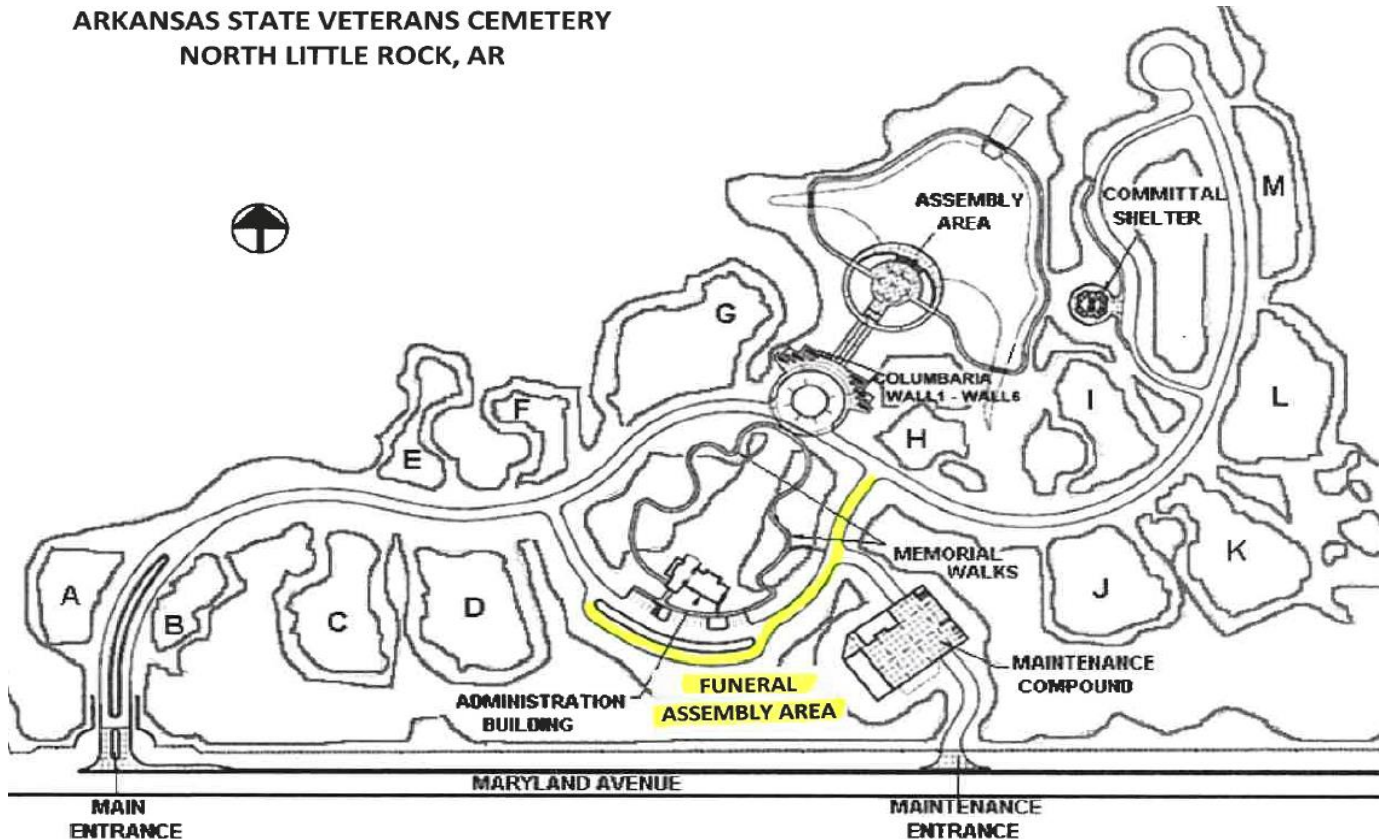 ARKANSAS STATE VETERANS CEMETERY
NORTH LITTLE ROCK, AR
ASSEMBLY
AREA
COMMITTAL
SHELTER
M
G
COLUMBARIA
WALL1 - WALL6
F
E
H
I
L
A
B
C
D
MEMORIAL
WALKS
J
K
ADMINISTRATION
BUILDING
FUNERAL
ASSEMBLY AREA
MAINTENANCE
COMPOUND
MARYLAND AVENUE
MAIN
ENTRANCE
MAINTENANCE
ENTRANCE